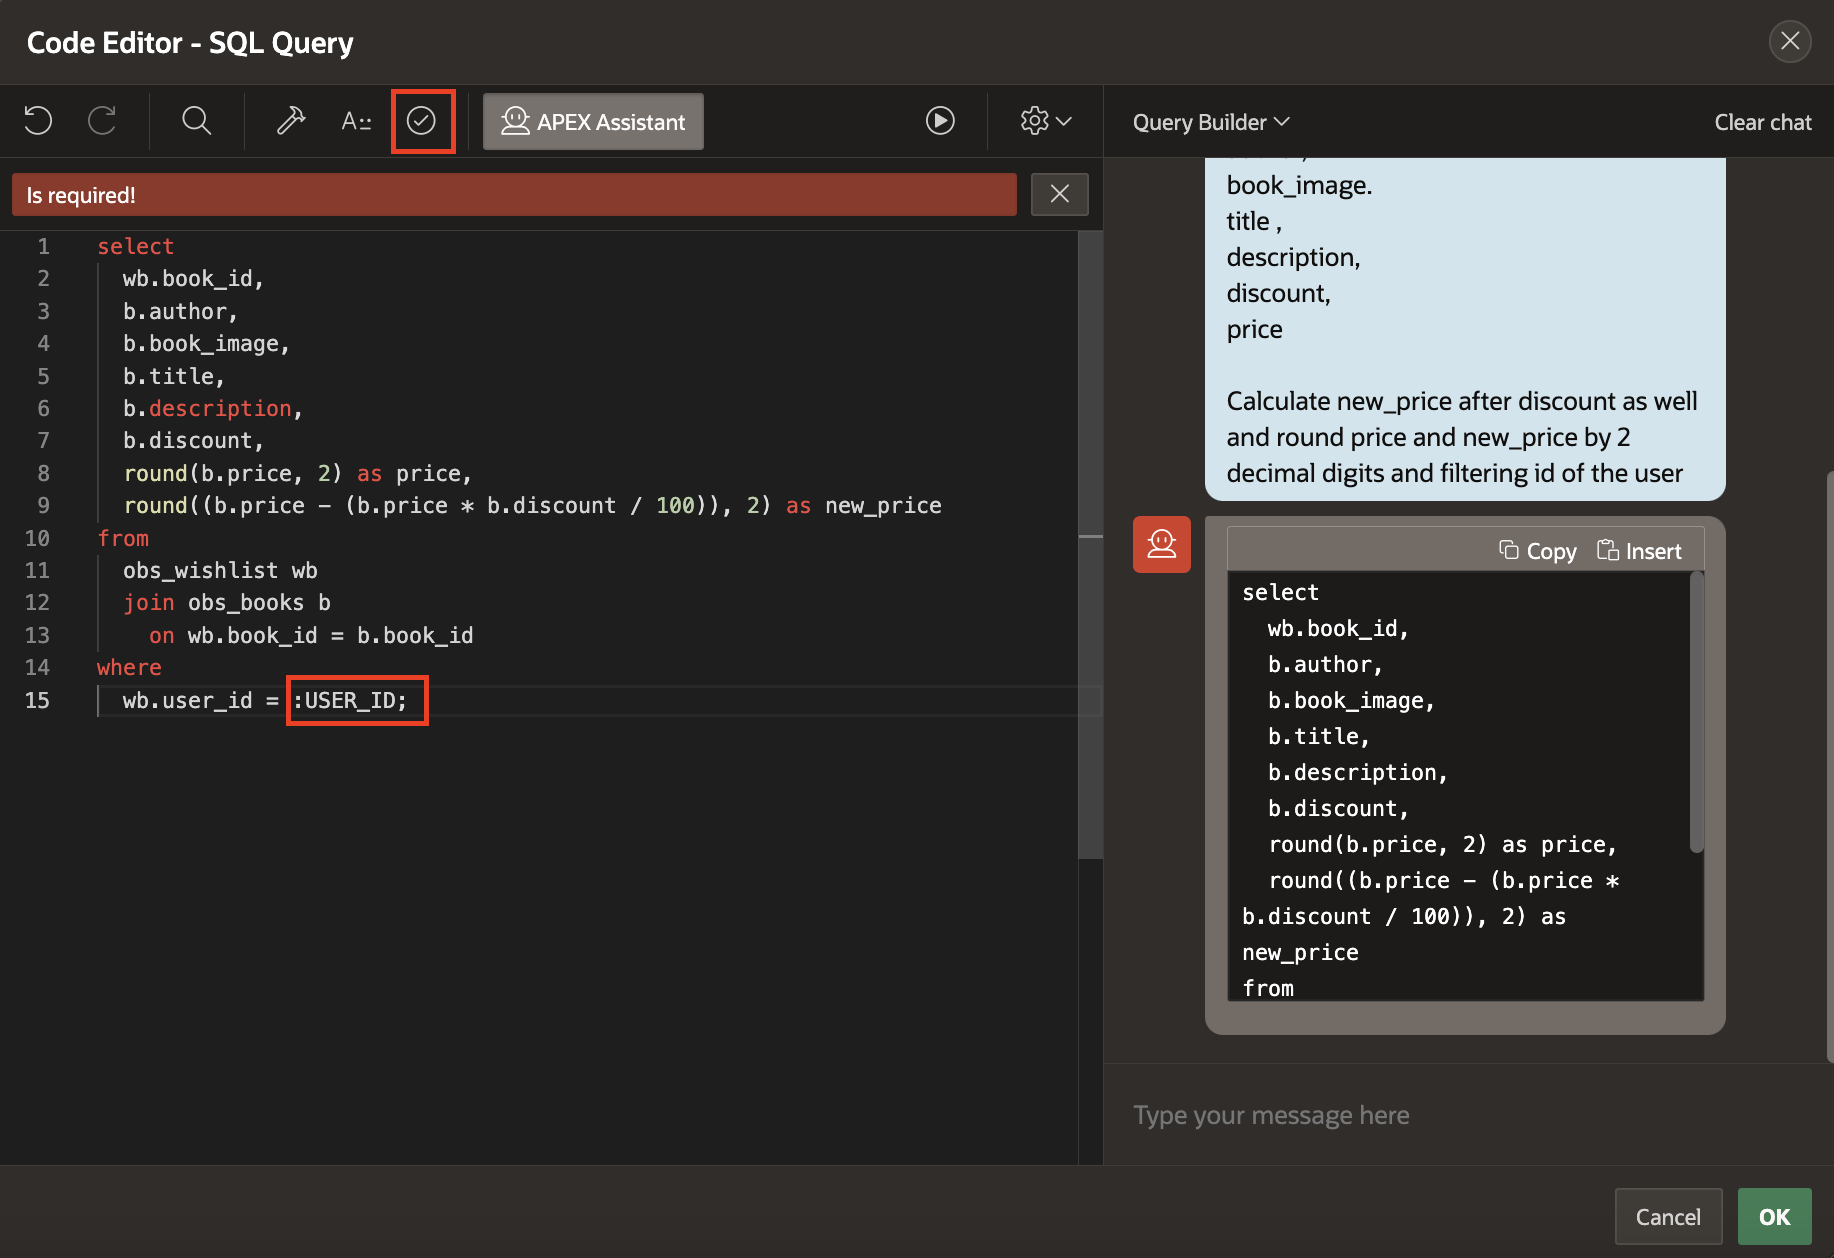 Code Editor - SQL Query
A
APEX Assistant
Query Builder
Clear chat
Is required!
1 select
2 wb.book_id,
3 b.author,
4 b.book_image,
5 b.title,
6 b.description,
7 b.discount,
8 round(b.price, 2) as price,
9 round((b.price - (b.price * b.discount / 100)), 2) as new_price
10 from
11 obs_wishlist wb
12 join obs_books b
13 on wb.book_id = b.book_id
14 where
15 wb.user_id = :USER_ID;
book_image.
title ,
description,
discount,
price
Calculate new_price after discount as well
and round price and new_price by 2
decimal digits and filtering id of the user
Copy Insert
select
wb.book_id,
b.author,
b.book_image,
b.title,
b.description,
b.discount,
round(b.price, 2) as price,
round((b.price - (b.price *
b.discount / 100)), 2) as
new_price
from
Type your message here
Cancel
OK